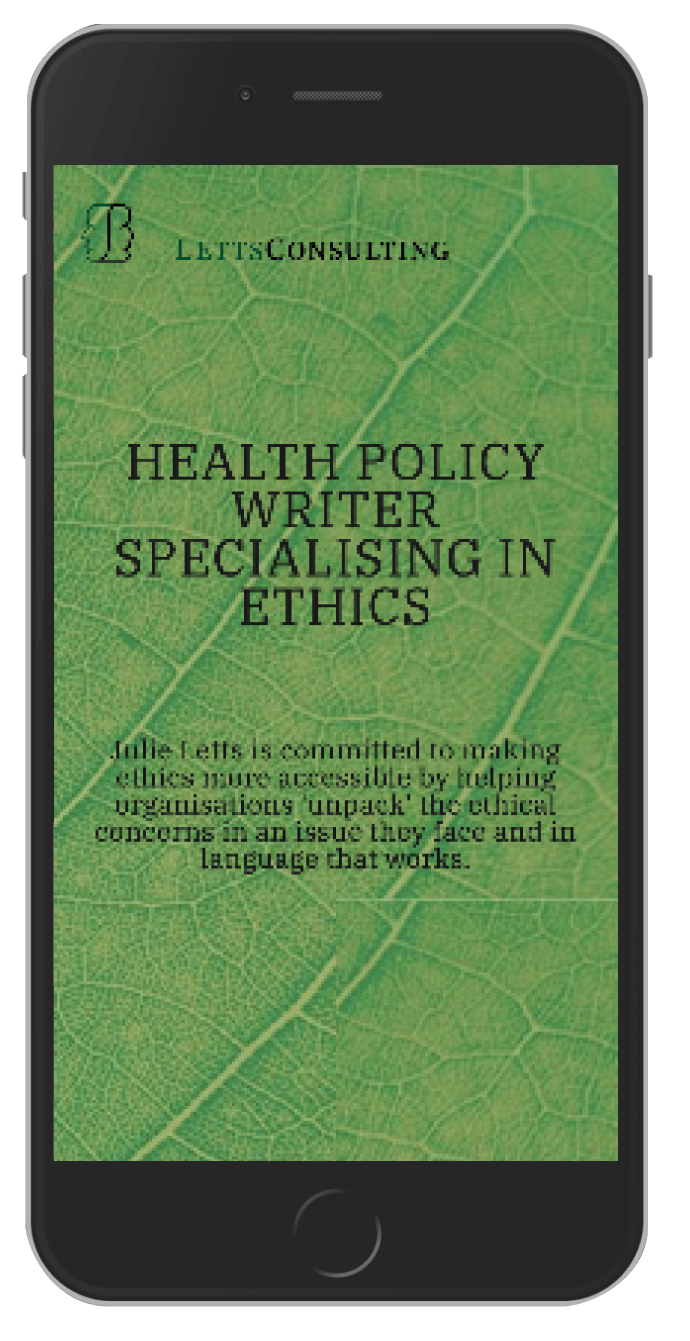 LETTSCONSULTING
HEALTH POLICY
WRITER
SPECIALISING IN
ETHICS
Julie Letts is committed to making
ethics more accessible by helping
organisations 'unpack' the ethical
concerns in an issue they face and in
language that works.